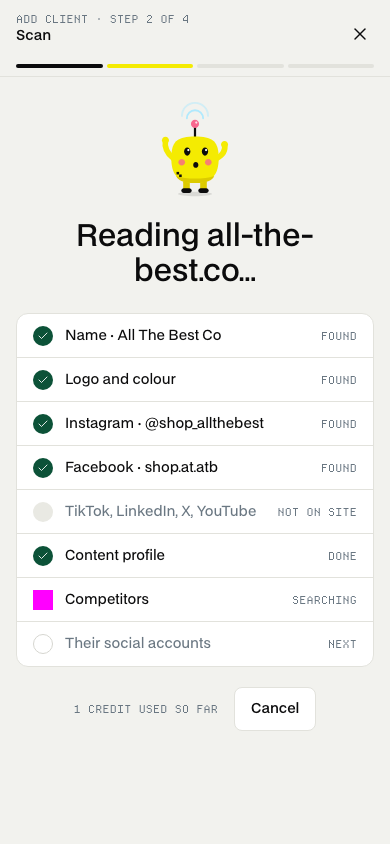 ADD CLIENT · STEP 2 OF 4
Scan
Reading all-the-
best.co...
Name · All The Best Co FOUND
Logo and colour FOUND
Instagram · @shop_allthebest FOUND
Facebook · shop.at.atb FOUND
TikTok, LinkedIn, X, YouTube NOT ON SITE
Content profile DONE
Competitors SEARCHING
Their social accounts NEXT
1 CREDIT USED SO FAR Cancel